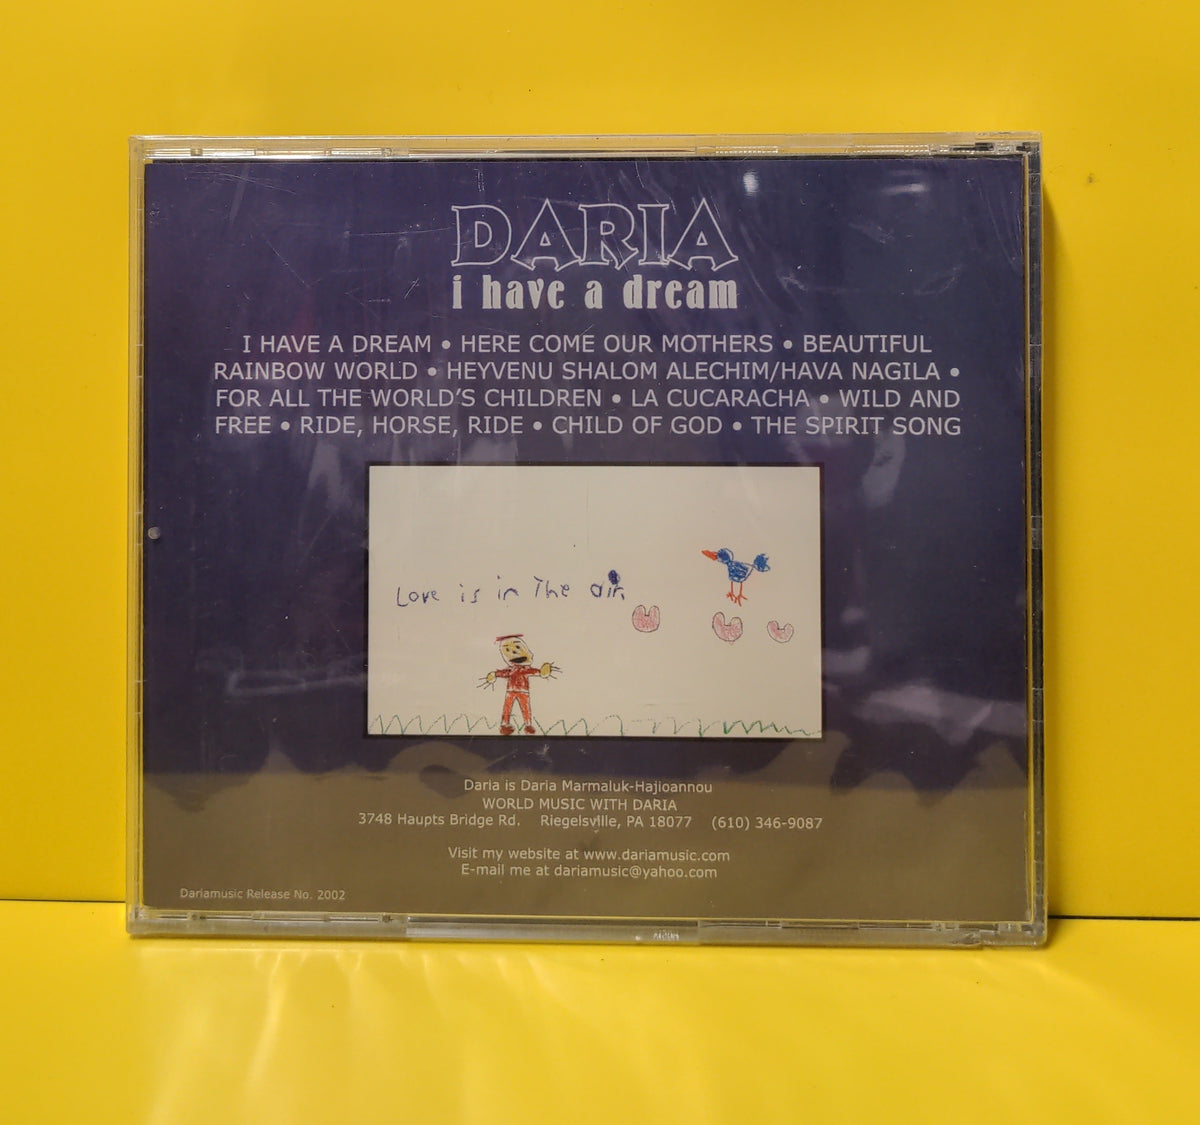 DARIA
i have a dream
I HAVE A DREAM • HERE COME OUR MOTHERS • BEAUTIFUL
RAINBOW WORLD • HEYVENU SHALOM ALECHIM/HAVA NAGILA •
FOR ALL THE WORLD'S CHILDREN • LA CUCARACHA • WILD AND
FREE • RIDE, HORSE, RIDE • CHILD OF GOD • THE SPIRIT SONG
Love is in The air
Daria is Daria Marmaluk-Hajioannou
WORLD MUSIC WITH DARIA
3748 Haupts Bridge Rd. Riegelsville, PA 18077 (610) 346-9087
Visit my website at www.dariamusic.com
E-mail me at dariamusic@yahoo.com
Dariamusic Release No. 2002